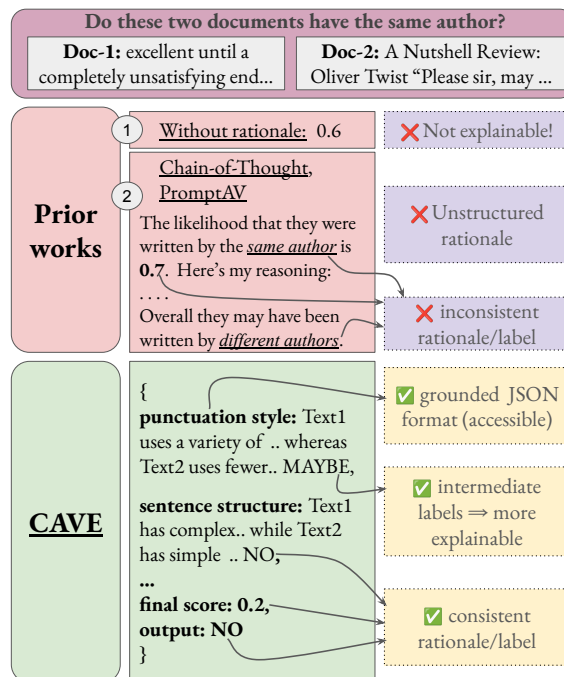 Do these two documents have the same author?
Doc-1: excellent until a
completely unsatisfying end...
Doc-2: A Nutshell Review:
Oliver Twist “Please sir, may ...
Prior
works
1
Without rationale: 0.6
❌ Not explainable!
2
Chain-of-Thought,
PromptAV
The likelihood that they were
written by the same author is
0.7. Here’s my reasoning:
. . . .
Overall they may have been
written by different authors.
❌ Unstructured
rationale
❌ inconsistent
rationale/label
CAVE
{
punctuation style: Text1
uses a variety of .. whereas
Text2 uses fewer.. MAYBE,
sentence structure: Text1
has complex.. while Text2
has simple .. NO,
...
final score: 0.2,
output: NO
}
✅ grounded JSON
format (accessible)
✅ intermediate
labels ⟹ more
explainable
✅ consistent
rationale/label